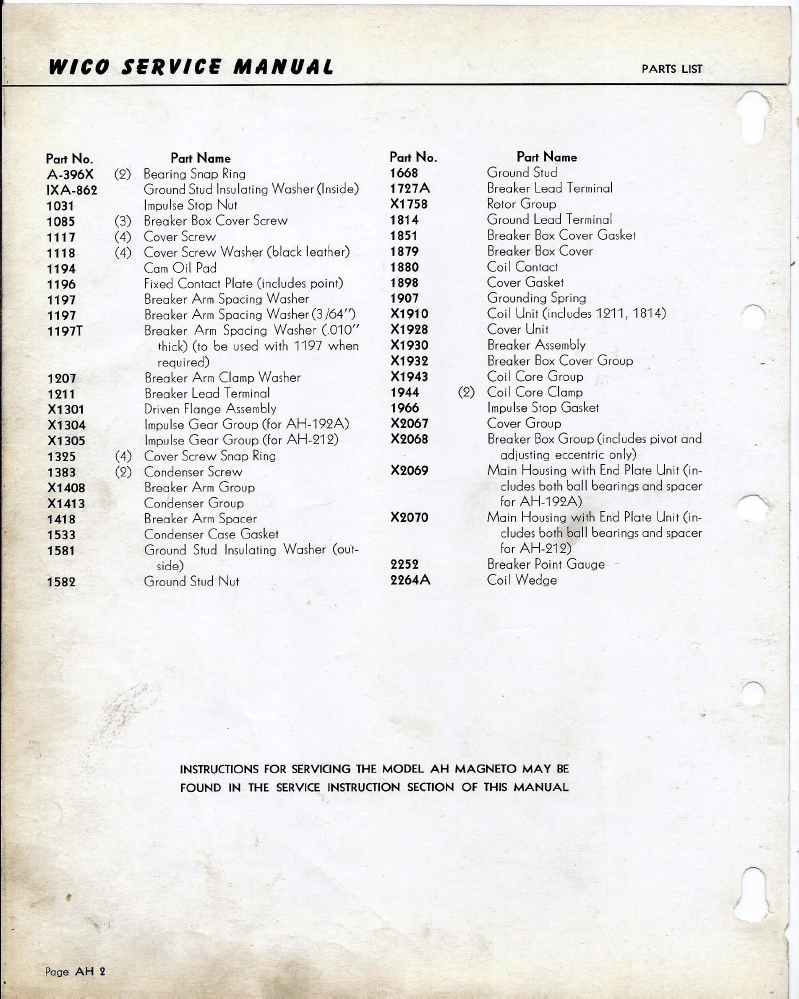 WICO SERVICE MANUAL
PARTS LIST
Part No. Part Name
A-396X (2) Bearing Snap Ring
IXA-862 Ground Stud Insulating Washer (Inside)
1031 Impulse Stop Nut
1085 (3) Breaker Box Cover Screw
1117 (4) Cover Screw
1118 (4) Cover Screw Washer (black leather)
1194 Cam Oil Pad
1196 Fixed Contact Plate (includes point)
1197 Breaker Arm Spacing Washer
1197 Breaker Arm Spacing Washer (3/64")
1197T Breaker Arm Spacing Washer (.010"
thick) (to be used with 1197 when
required)
1207 Breaker Arm Clamp Washer
1211 Breaker Lead Terminal
X1301 Driven Flange Assembly
X1304 Impulse Gear Group (for AH-192A)
X1305 Impulse Gear Group (for AH-212)
1325 (4) Cover Screw Snap Ring
1383 (2) Condenser Screw
X1408 Breaker Arm Group
X1413 Condenser Group
1418 Breaker Arm Spacer
1533 Condenser Case Gasket
1581 Ground Stud Insulating Washer (out-
side)
1582 Ground Stud Nut
Part No. Part Name
1668 Ground Stud
1727A Breaker Lead Terminal
X1758 Rotor Group
1814 Ground Lead Terminal
1851 Breaker Box Cover Gasket
1879 Breaker Box Cover
1880 Coil Contact
1898 Cover Gasket
1907 Grounding Spring
X1910 Coil Unit (includes 1211, 1814)
X1928 Cover Unit
X1930 Breaker Assembly
X1932 Breaker Box Cover Group
X1943 Coil Core Group
1944 (2) Coil Core Clamp
1966 Impulse Stop Gasket
X2067 Cover Group
X2068 Breaker Box Group (includes pivot and
adjusting eccentric only)
X2069 Main Housing with End Plate Unit (in-
cludes both ball bearings and spacer
for AH-192A)
X2070 Main Housing with End Plate Unit (in-
cludes both ball bearings and spacer
for AH-212)
2252 Breaker Point Gauge
2264A Coil Wedge
INSTRUCTIONS FOR SERVICING THE MODEL AH MAGNETO MAY BE
FOUND IN THE SERVICE INSTRUCTION SECTION OF THIS MANUAL
Page AH 2